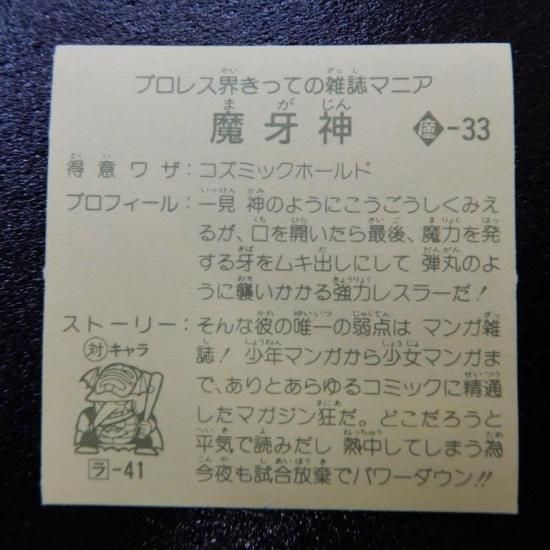 プロレス界きっての雑誌マニア
魔牙神 魔-33
得意ワザ:コズミックホールド
プロフィール:一見 神のようにこうごうしくみえ
るが、口を開いたら最後、魔力を発
する牙をムキ出しにして 弾丸のよ
うに襲いかかる強力レスラーだ!
ストーリー:そんな彼の唯一の弱点は マンガ雑
誌! 少年マンガから少女マンガま
で、ありとあらゆるコミックに精通
したマガジン狂だ。どこだろうと
平気で読みだし 熱中してしまう為
今夜も試合放棄でパワーダウン!!
対キャラ
ラ-41